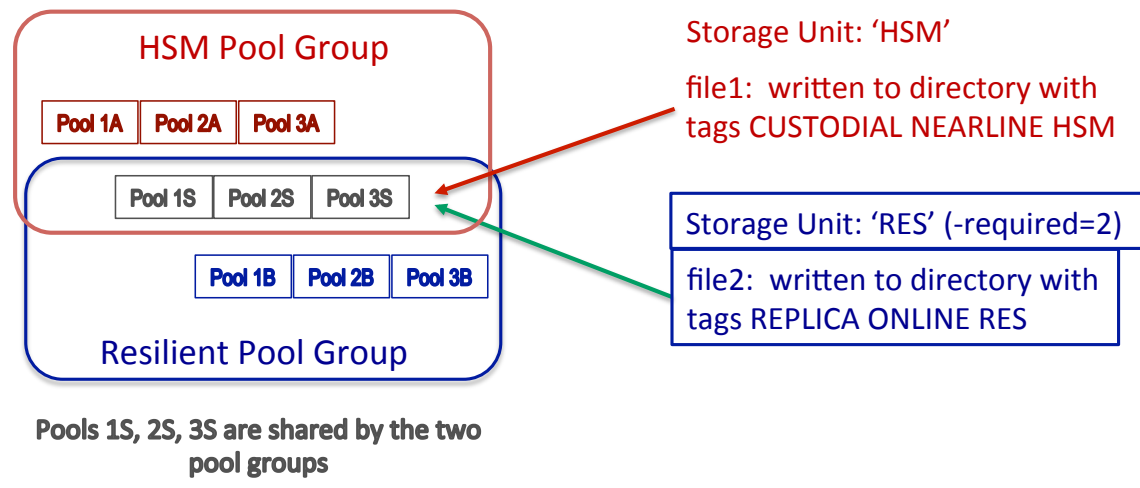 HSM Pool Group
Pool 1A Pool 2A Pool 3A
Pool 1S Pool 2S Pool 3S
Pool 1B Pool 2B Pool 3B
Resilient Pool Group
Pools 1S, 2S, 3S are shared by the two
pool groups
Storage Unit: ‘HSM’
file1: written to directory with
tags CUSTODIAL NEARLINE HSM
Storage Unit: ‘RES’ (-required=2)
file2: written to directory with
tags REPLICA ONLINE RES